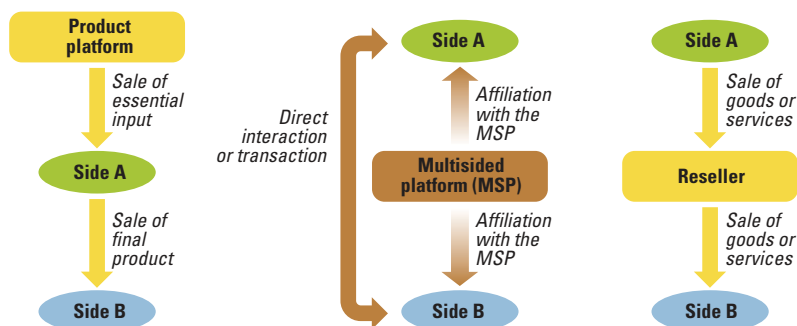 Product
platform
Sale of
essential
input
Side A
Sale of
final
product
Side B
Direct
interaction
or transaction
Side A
Affiliation
with the
MSP
Multisided
platform (MSP)
Affiliation
with the
MSP
Side B
Side A
Sale of
goods or
services
Reseller
Sale of
goods or
services
Side B